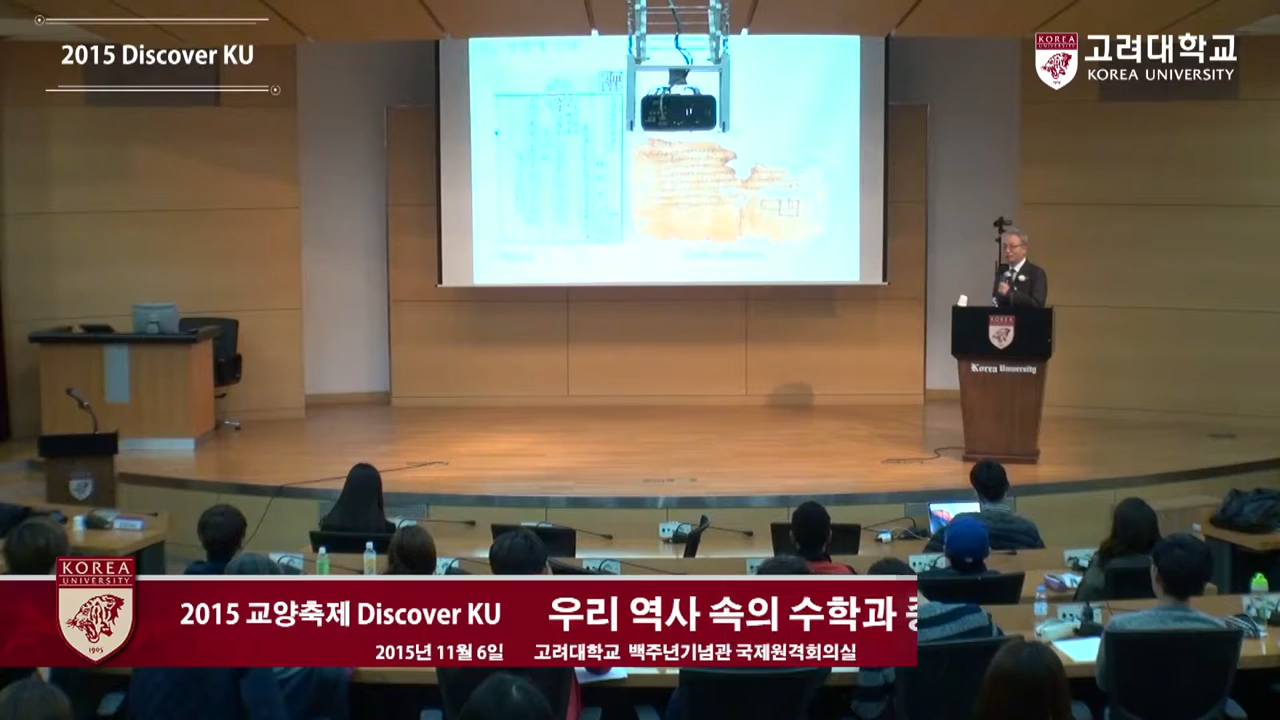 2015 Discover KU
KOREA
UNIVERSITY
고려대학교
KOREA UNIVERSITY
KOREA
Korea University
KOREA
UNIVERSITY
1905
2015 교양축제 Discover KU
우리 역사 속의 수학과
2015년 11월 6일
고려대학교 백주년기념관 국제원격회의실